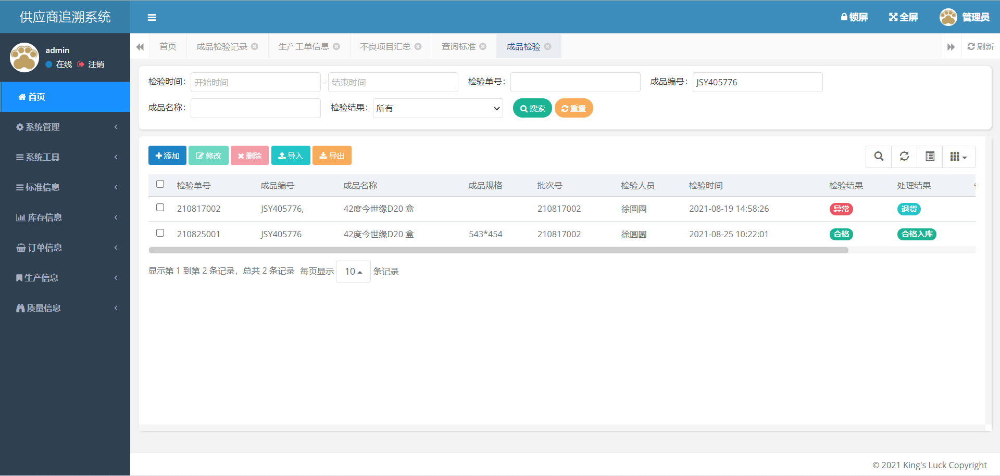 供应商追溯系统
锁屏 全屏 管理员
admin
在线 注销
首页 成品检验记录 生产工单信息 不良项目汇总 查询标准 成品检验 刷新
首页
系统管理
系统工具
标准信息
库存信息
订单信息
生产信息
质量信息
检验时间： 开始时间 - 结束时间 检验单号： 成品编号： JSY405776
成品名称： 检验结果： 所有 搜索 重置
添加 修改 删除 导入 导出
检验单号 成品编号 成品名称 成品规格 批次号 检验人员 检验时间 检验结果 处理结果
210817002 JSY405776, 42度今世缘D20 盒 210817002 徐圆圆 2021-08-19 14:58:26 异常 退货
210825001 JSY405776 42度今世缘D20 盒 543*454 210817002 徐圆圆 2021-08-25 10:22:01 合格 合格入库
显示第 1 到第 2 条记录，总共 2 条记录 每页显示 10 条记录
© 2021 King's Luck Copyright